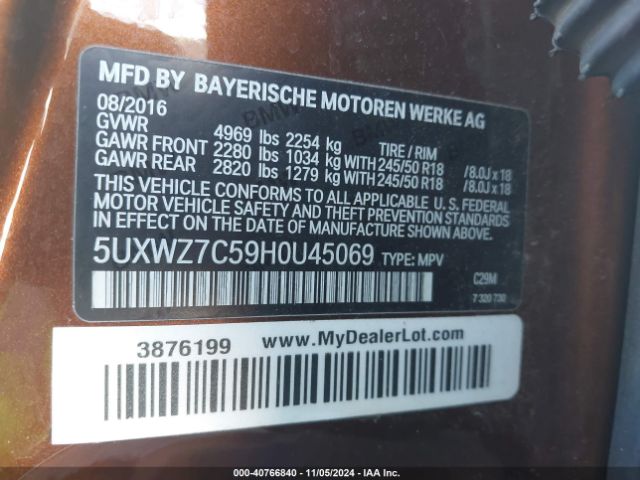 MFD BY BAYERISCHE MOTOREN WERKE AG
08/2016
GVWR 4969 lbs 2254 kg TIRE / RIM
GAWR FRONT 2280 lbs 1034 kg WITH 245/50 R18 /8.0J x 18
GAWR REAR 2820 lbs 1279 kg WITH 245/50 R18 /8.0J x 18
THIS VEHICLE CONFORMS TO ALL APPLICABLE U. S. FEDERAL
MOTOR VEHICLE SAFETY AND THEFT PREVENTION STANDARDS
IN EFFECT ON THE DATE OF MANUFACTURE SHOWN ABOVE.
5UXWZ7C59H0U45069 TYPE: MPV
C29M
7 320 730
3876199 www.MyDealerLot.com
000-40766840 - 11/05/2024 - IAA Inc.